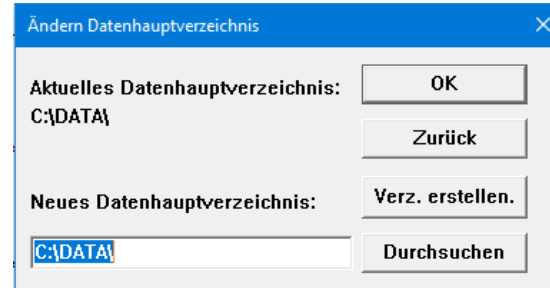 Ändern Datenhauptverzeichnis
Aktuelles Datenhauptverzeichnis:
C:\DATA\
OK
Zurück
Neues Datenhauptverzeichnis:
Verz. erstellen.
C:\DATA\
Durchsuchen